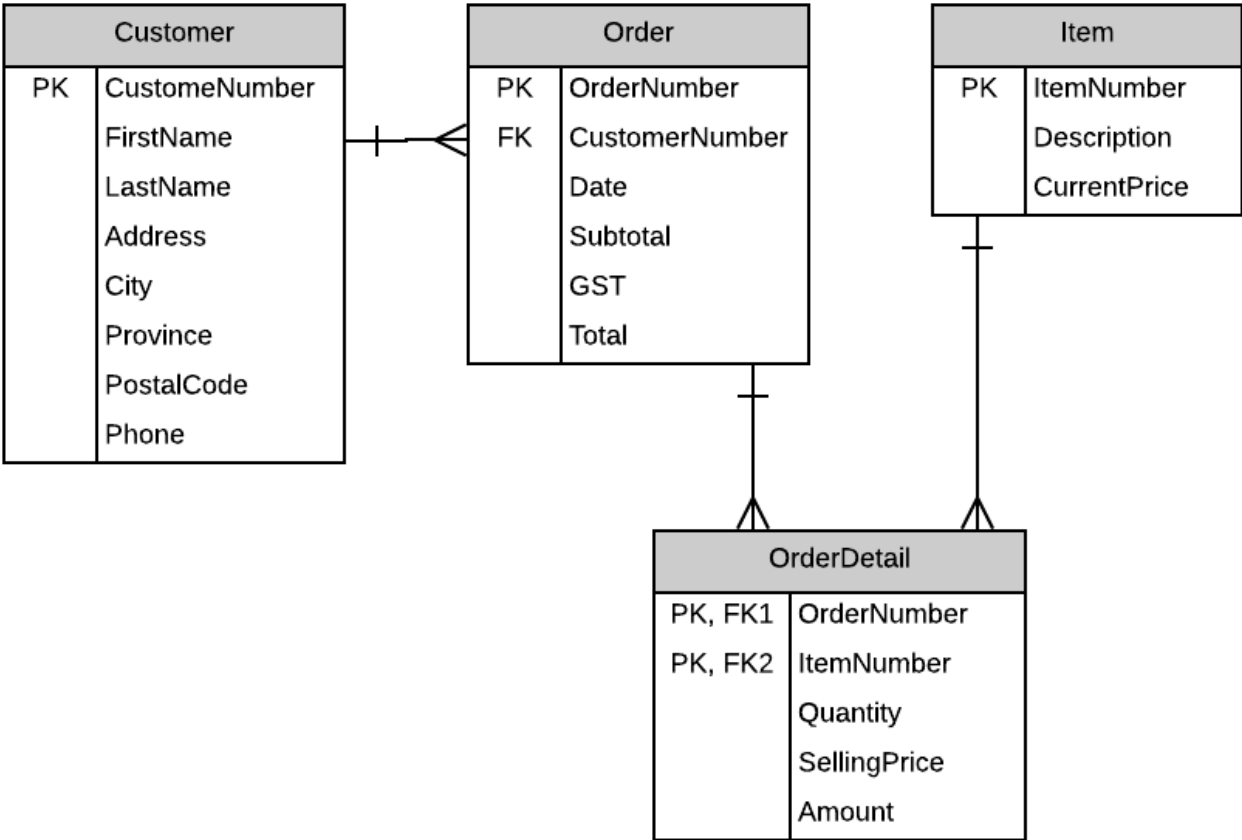 Customer
PK CustomeNumber
FirstName
LastName
Address
City
Province
PostalCode
Phone
Order
PK OrderNumber
FK CustomerNumber
Date
Subtotal
GST
Total
Item
PK ItemNumber
Description
CurrentPrice
OrderDetail
PK, FK1 OrderNumber
PK, FK2 ItemNumber
Quantity
SellingPrice
Amount